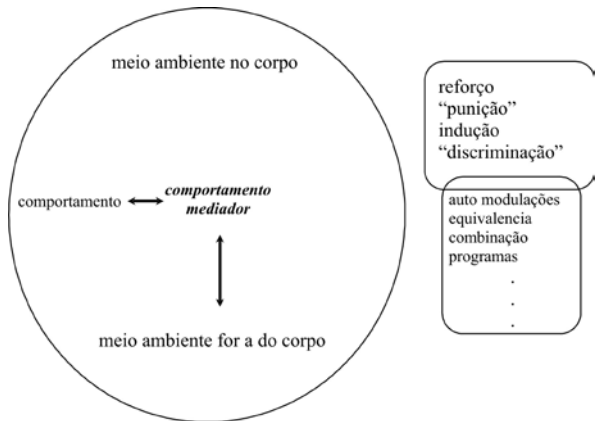 meio ambiente no corpo
comportamento
comportamento
mediador
meio ambiente for a do corpo
reforço
“punição”
indução
“discriminação”
auto modulações
equivalencia
combinação
programas
.
.
.